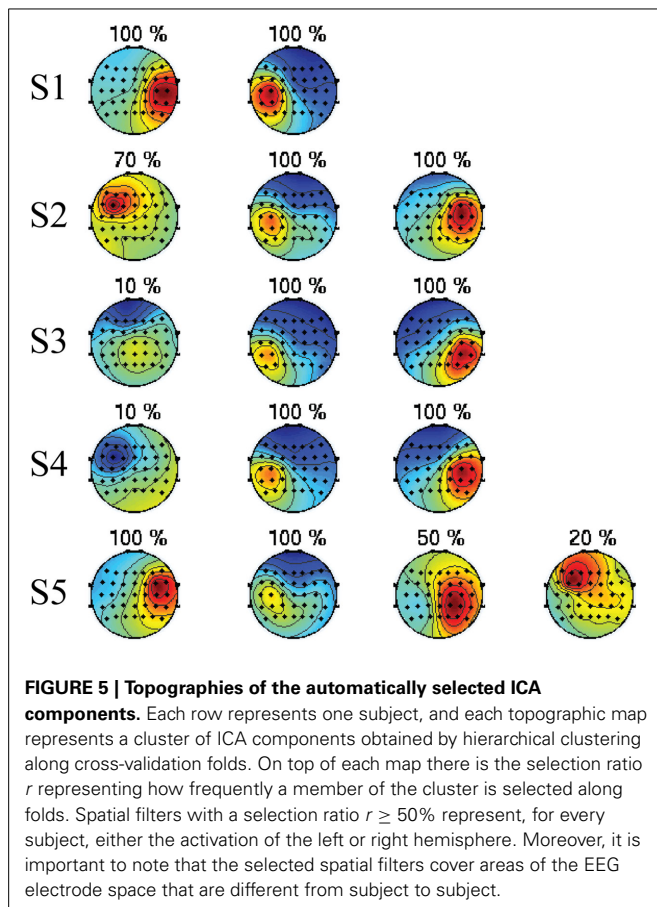 100 % 100 %
S1
70 % 100 % 100 %
S2
10 % 100 % 100 %
S3
10 % 100 % 100 %
S4
100 % 100 % 50 % 20 %
S5
FIGURE 5 | Topographies of the automatically selected ICA
components. Each row represents one subject, and each topographic map
represents a cluster of ICA components obtained by hierarchical clustering
along cross-validation folds. On top of each map there is the selection ratio
r representing how frequently a member of the cluster is selected along
folds. Spatial filters with a selection ratio r ≥ 50% represent, for every
subject, either the activation of the left or right hemisphere. Moreover, it is
important to note that the selected spatial filters cover areas of the EEG
electrode space that are different from subject to subject.